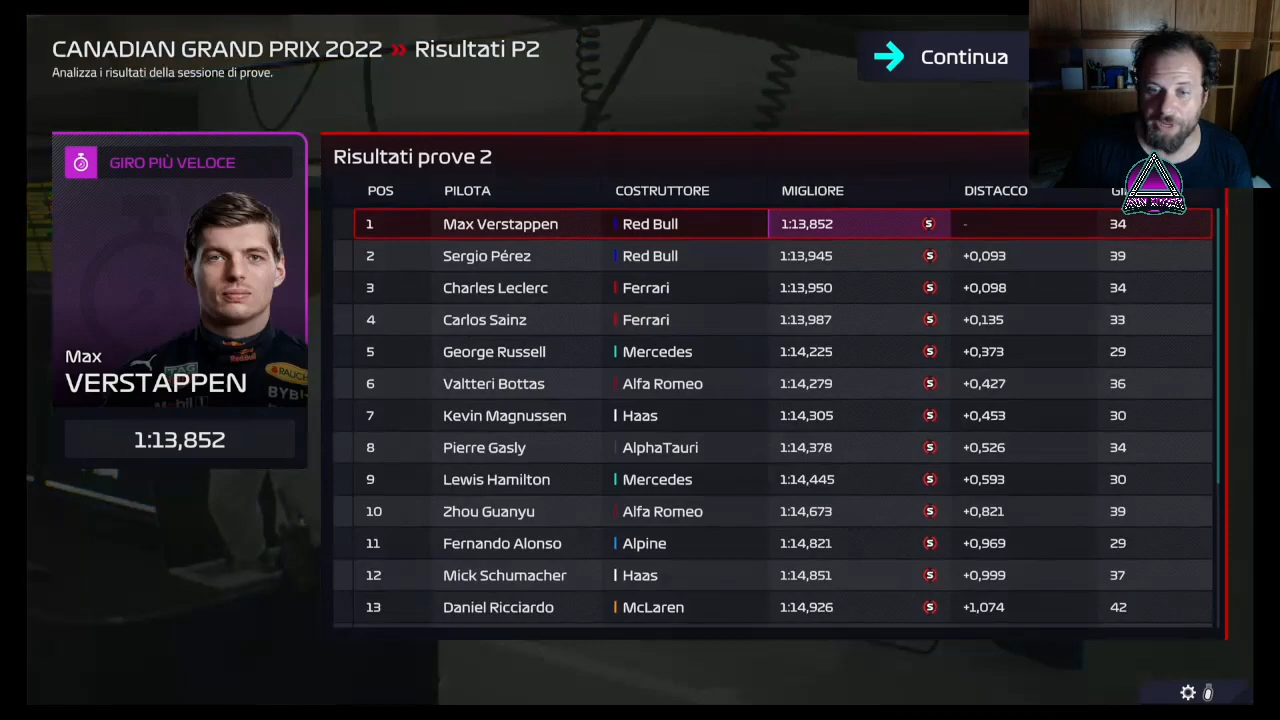 CANADIAN GRAND PRIX 2022 » Risultati P2
Analizza i risultati della sessione di prove.
Continua
GIRO PIÙ VELOCE
Max
VERSTAPPEN
1:13,852
Risultati prove 2
POS PILOTA COSTRUTTORE MIGLIORE DISTACCO
1 Max Verstappen Red Bull 1:13,852 S - 34
2 Sergio Pérez Red Bull 1:13,945 S +0,093 39
3 Charles Leclerc Ferrari 1:13,950 S +0,098 34
4 Carlos Sainz Ferrari 1:13,987 S +0,135 33
5 George Russell Mercedes 1:14,225 S +0,373 29
6 Valtteri Bottas Alfa Romeo 1:14,279 S +0,427 36
7 Kevin Magnussen Haas 1:14,305 S +0,453 30
8 Pierre Gasly AlphaTauri 1:14,378 S +0,526 34
9 Lewis Hamilton Mercedes 1:14,445 S +0,593 30
10 Zhou Guanyu Alfa Romeo 1:14,673 S +0,821 39
11 Fernando Alonso Alpine 1:14,821 S +0,969 29
12 Mick Schumacher Haas 1:14,851 S +0,999 37
13 Daniel Ricciardo McLaren 1:14,926 S +1,074 42